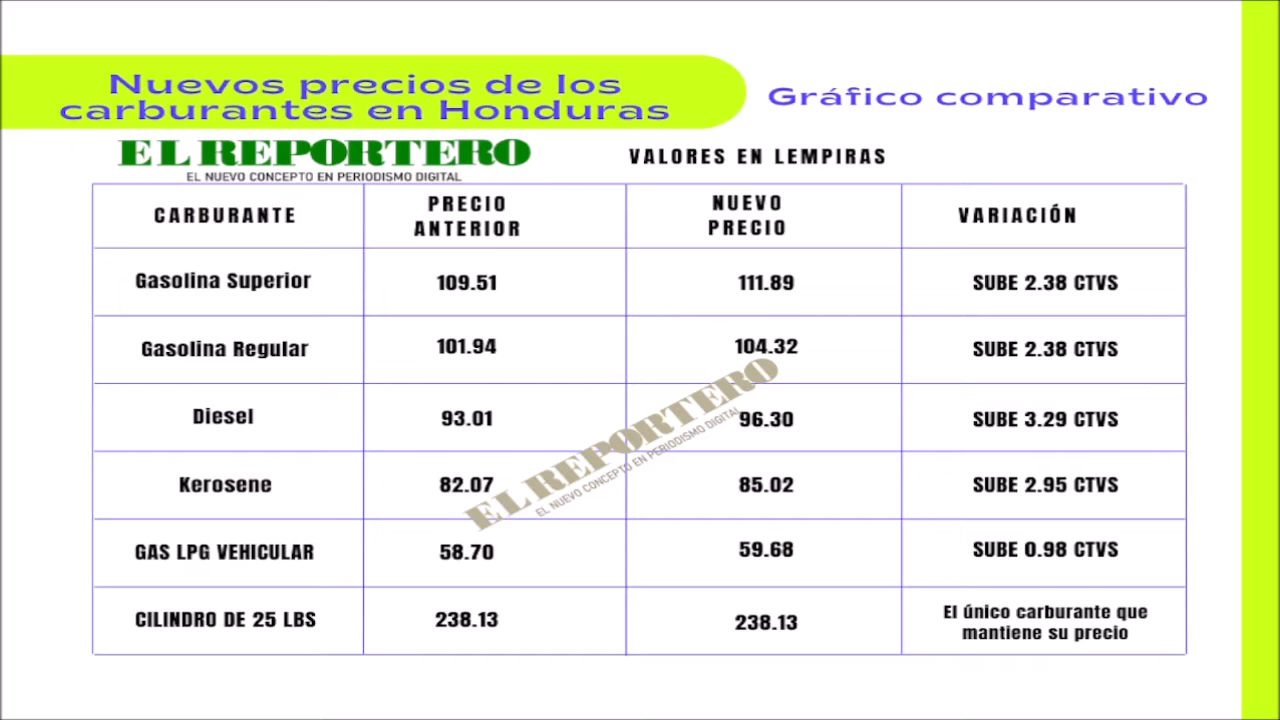 Nuevos precios de los
carburantes en Honduras
Gráfico comparativo
EL REPORTERO
EL NUEVO CONCEPTO EN PERIODISMO DIGITAL
VALORES EN LEMPIRAS
CARBURANTE
PRECIO
ANTERIOR
NUEVO
PRECIO
VARIACIÓN
Gasolina Superior
109.51
111.89
SUBE 2.38 CTVS
Gasolina Regular
101.94
104.32
SUBE 2.38 CTVS
Diesel
93.01
96.30
SUBE 3.29 CTVS
Kerosene
82.07
85.02
SUBE 2.95 CTVS
GAS LPG VEHICULAR
58.70
59.68
SUBE 0.98 CTVS
CILINDRO DE 25 LBS
238.13
238.13
El único carburante que
mantiene su precio
EL REPORTERO
EL NUEVO CONCEPTO EN PERIODISMO DIGITAL